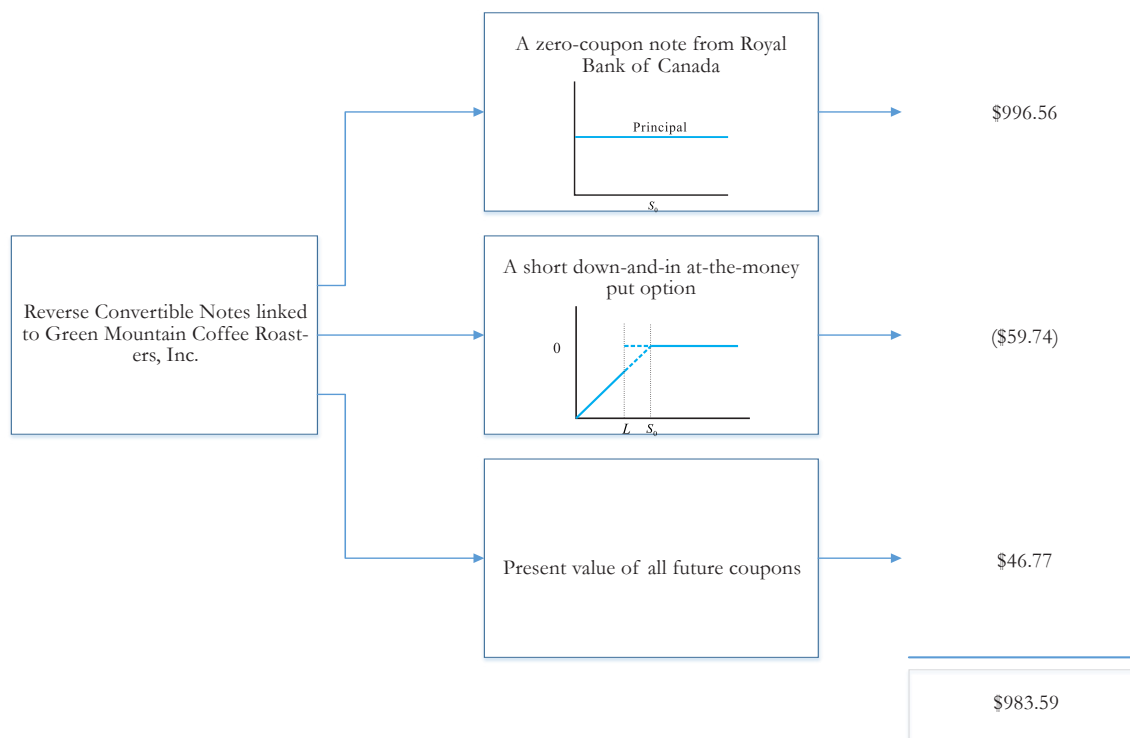 A zero-coupon note from Royal
Bank of Canada
Principal
S₀
$996.56
Reverse Convertible Notes linked
to Green Mountain Coffee Roast-
ers, Inc.
A short down-and-in at-the-money
put option
0
L S₀
($59.74)
Present value of all future coupons
$46.77
$983.59